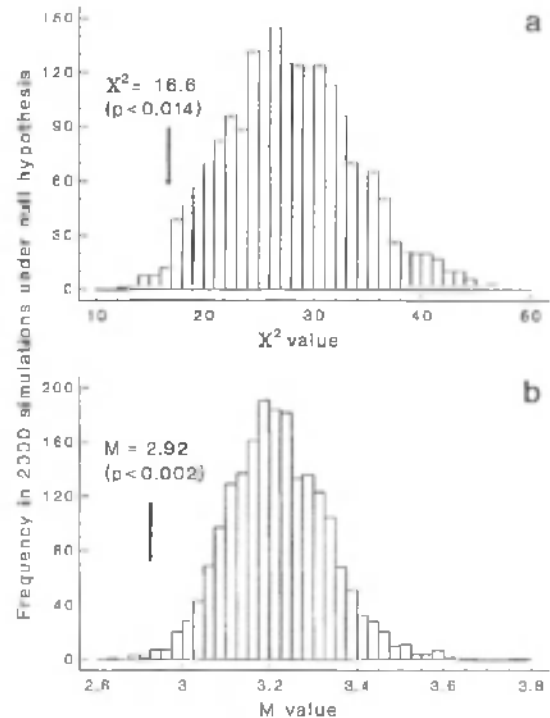 Frequency in 2000 simulations under null hypothesis
a
150
120
90
60
30
0
X² = 16.6
(p<0.014)
10 20 30 40 50
X² value
b
200
160
120
80
40
0
M = 2.92
(p<0.002)
2.8 3 3.2 3.4 3.6 3.8
M value